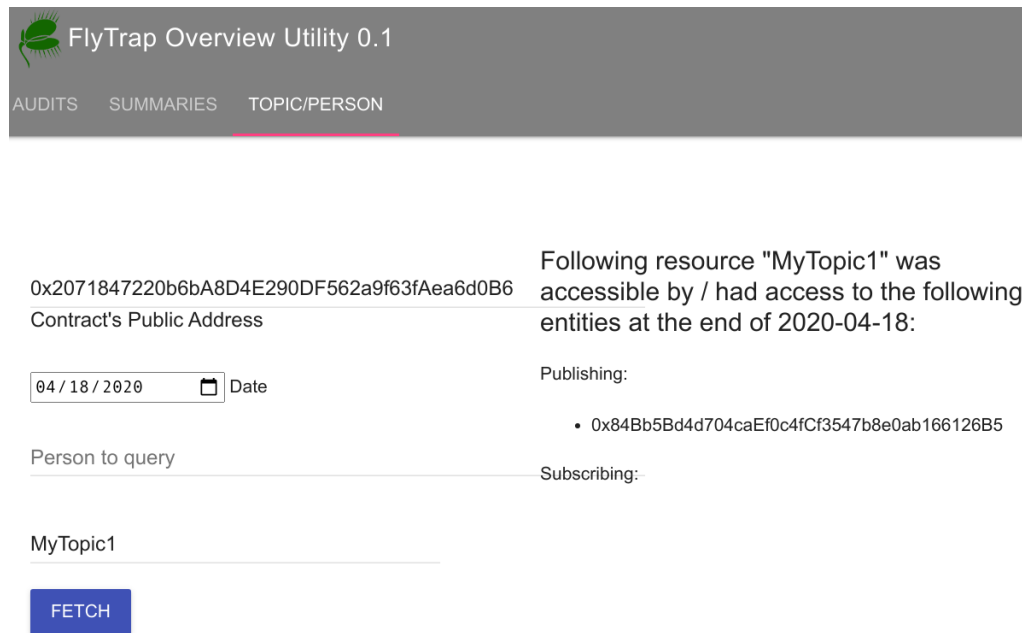 FlyTrap Overview Utility 0.1
AUDITS SUMMARIES TOPIC/PERSON
0x2071847220b6bA8D4E290DF562a9f63fAea6d0B6
Contract's Public Address
04/18/2020 Date
Person to query
MyTopic1
FETCH
Following resource "MyTopic1" was
accessible by / had access to the following
entities at the end of 2020-04-18:
Publishing:
• 0x84Bb5Bd4d704caEf0c4fCf3547b8e0ab166126B5
Subscribing: